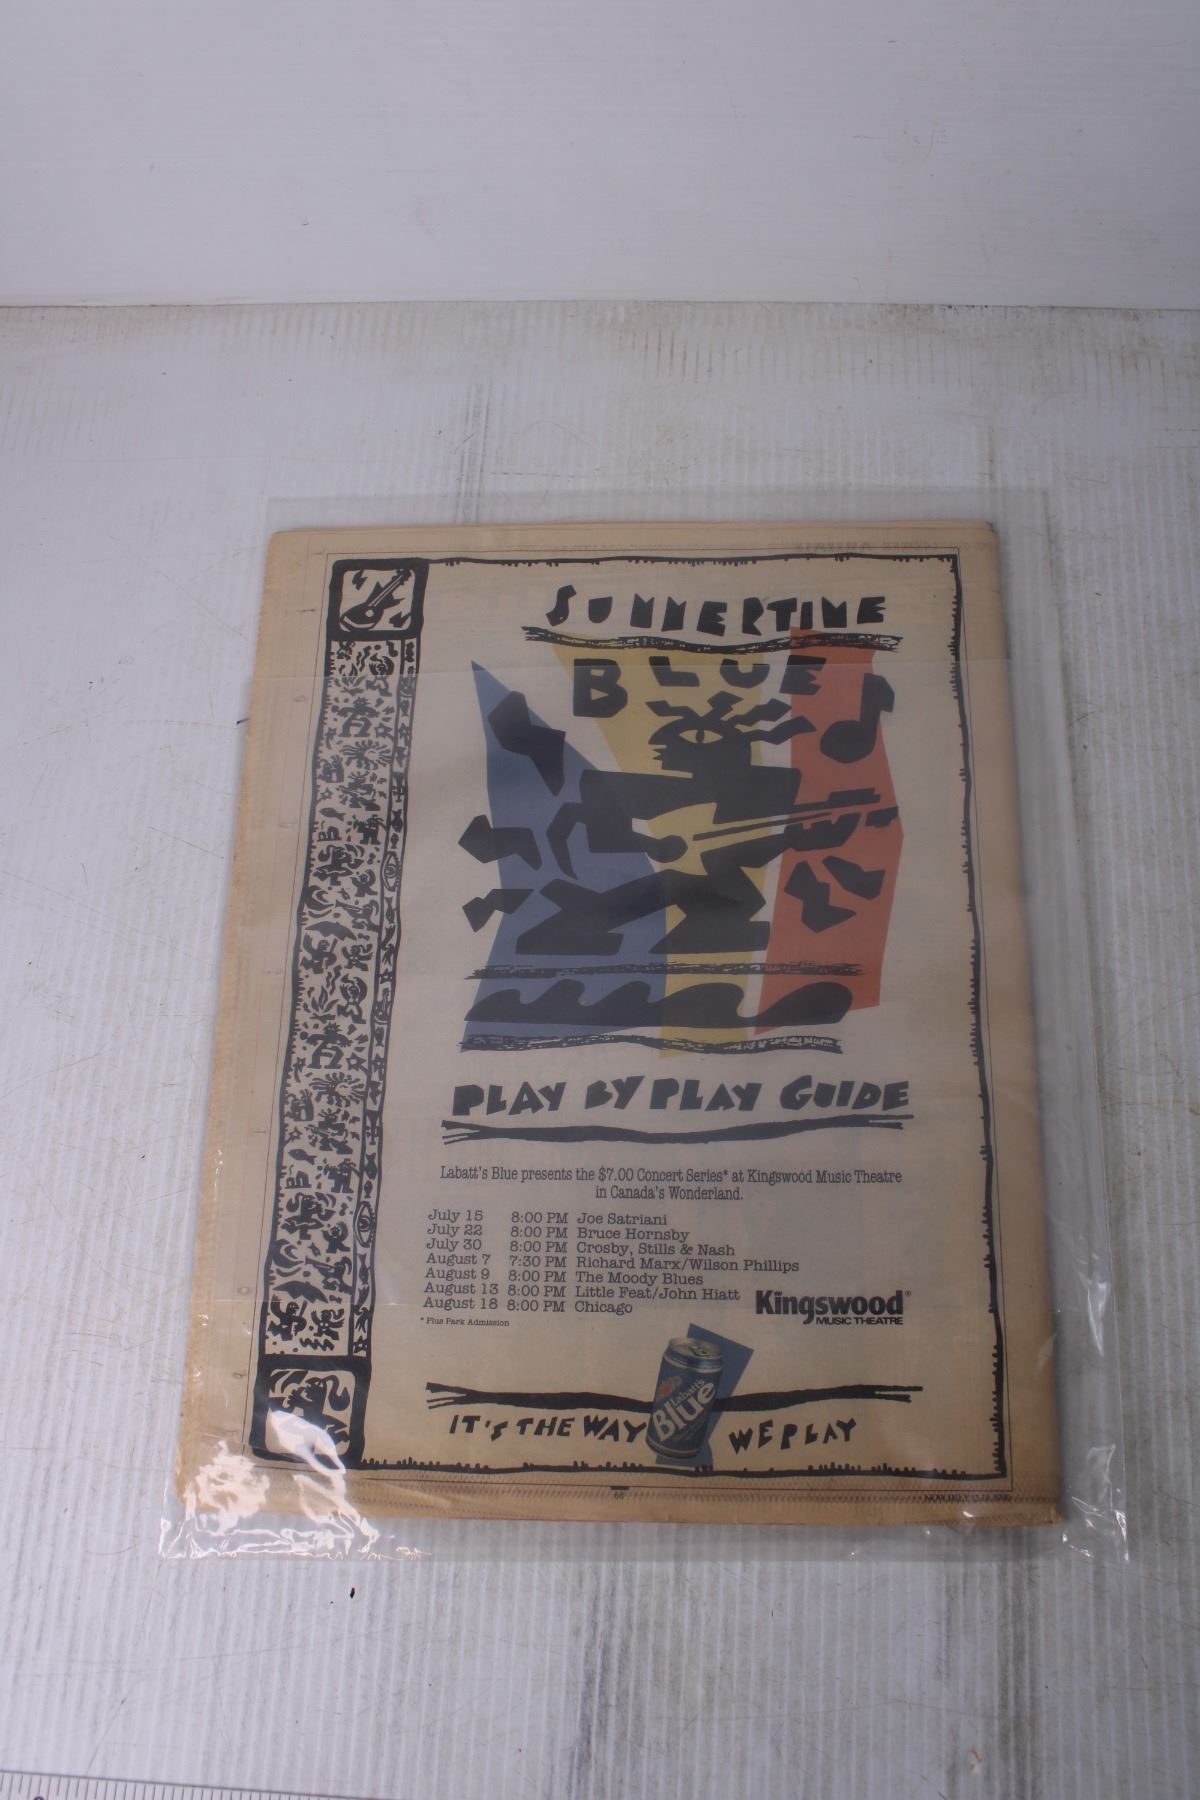 SUMMERTIME
BLUE
PLAY BY PLAY GUIDE
Labatt's Blue presents the $7.00 Concert Series* at Kingswood Music Theatre
in Canada's Wonderland.
July 15 8:00 PM Joe Satriani
July 22 8:00 PM Bruce Hornsby
July 30 8:00 PM Crosby, Stills & Nash
August 7 7:30 PM Richard Marx/Wilson Phillips
August 9 8:00 PM The Moody Blues
August 13 8:00 PM Little Feat/John Hiatt
August 18 8:00 PM Chicago
* Plus Park Admission
Kingswood®
MUSIC THEATRE
Labatt's
Blue
IT'S THE WAY WE PLAY